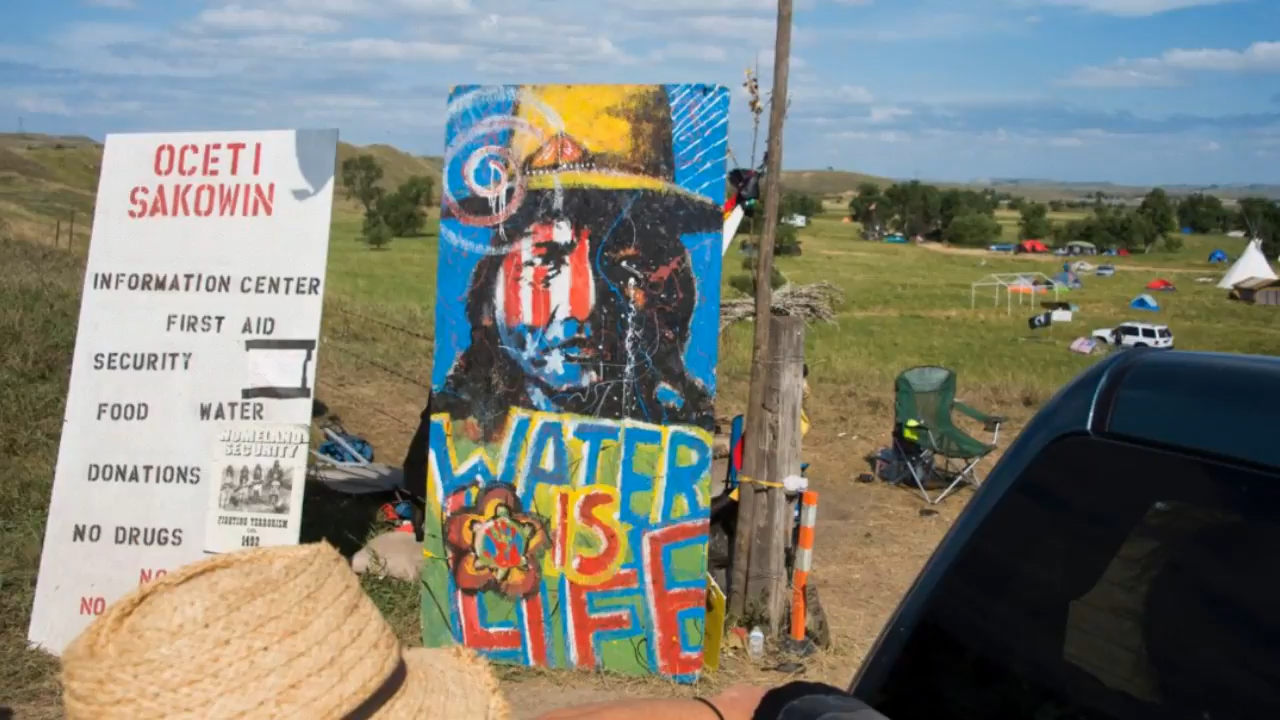 OCETI
SAKOWIN
INFORMATION CENTER
FIRST AID
SECURITY
FOOD WATER
DONATIONS
NO DRUGS
NO
NO
HOMELAND
SECURITY
FIGHTING TERRORISM
1492
WATER
IS
LIFE